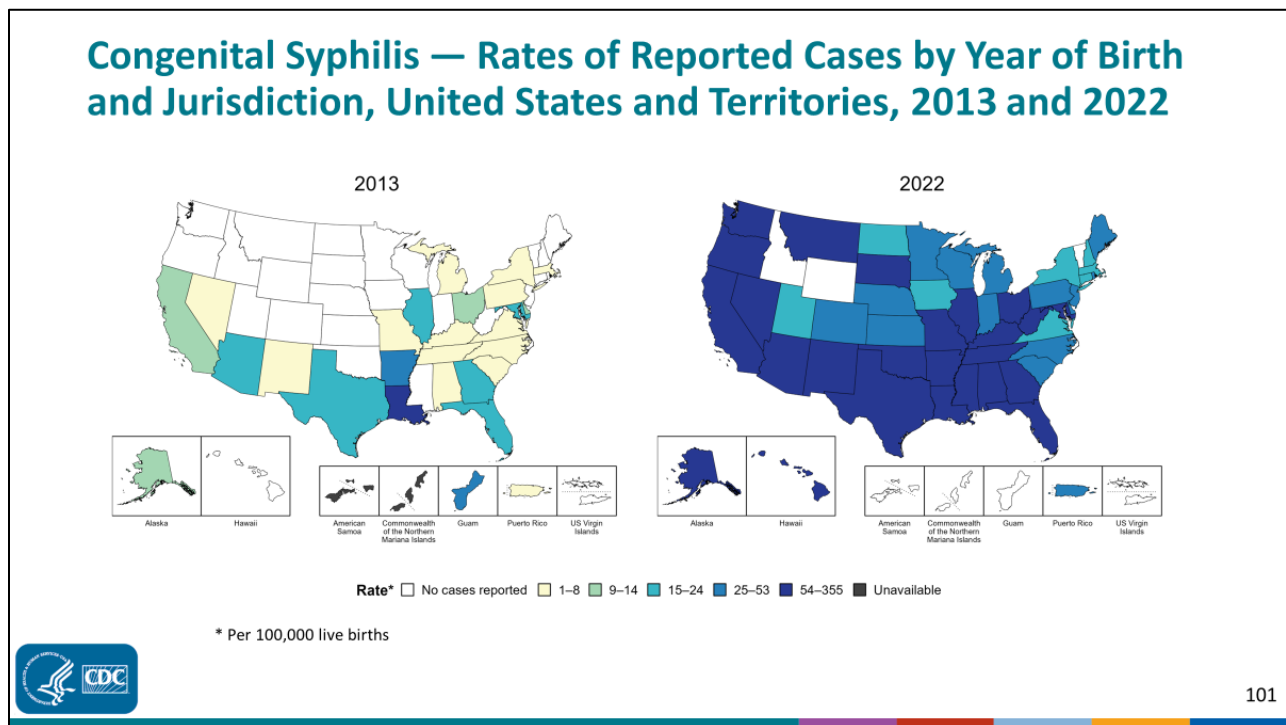 Congenital Syphilis — Rates of Reported Cases by Year of Birth
and Jurisdiction, United States and Territories, 2013 and 2022
2013
2022
Alaska
Hawaii
American
Samoa
Commonwealth
of the Northern
Mariana Islands
Guam
Puerto Rico
US Virgin
Islands
Alaska
Hawaii
American
Samoa
Commonwealth
of the Northern
Mariana Islands
Guam
Puerto Rico
US Virgin
Islands
Rate* No cases reported 1–8 9–14 15–24 25–53 54–355 Unavailable
* Per 100,000 live births
CDC
101